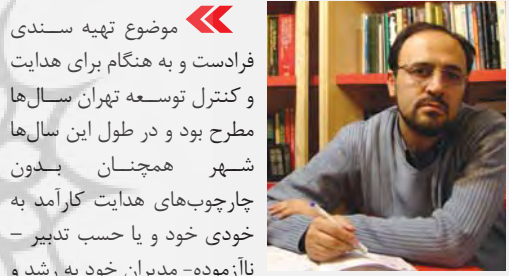 موضوع تهیه سندی
فرادست و به هنگام برای هدایت
و کنترل توسعه تهران سال‌ها
مطرح بود و در طول این سال‌ها
شهر همچنان بدون
چارچوب‌های هدایت کارآمد به
خودی خود و یا حسب تدبیر –
ناآزموده- مدیران خود به رشد و